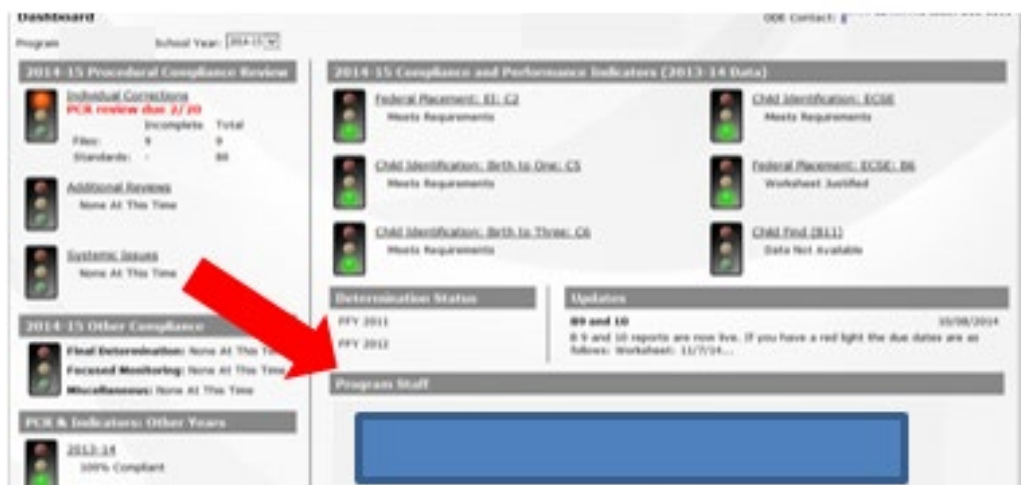 Dashboard
ODE Contact:
Program
School Year: 2014-15
2014-15 Procedural Compliance Review
Individual Corrections
PCR review due 2/20
Incomplete Total
Files: 9 9
Standards: - 80
Additional Reviews
None At This Time
Systemic Issues
None At This Time
2014-15 Other Compliance
Final Determination: None At This Time
Focused Monitoring: None At This Time
Miscellaneous: None At This Time
PCR & Indicators: Other Years
2013-14
100% Compliant
2014-15 Compliance and Performance Indicators (2013-14 Data)
Federal Placement: EI: C2
Meets Requirements
Child Identification: ECSE
Meets Requirements
Child Identification: Birth to One: C5
Meets Requirements
Federal Placement: ECSE: B6
Worksheet Justified
Child Identification: Birth to Three: C6
Meets Requirements
Child Find (B11)
Data Not Available
Determination Status
FFY 2011
FFY 2012
Updates
B9 and 10 10/08/2014
B 9 and 10 reports are now live. If you have a red light the due dates are as
follows: Worksheet: 11/7/14...
Program Staff